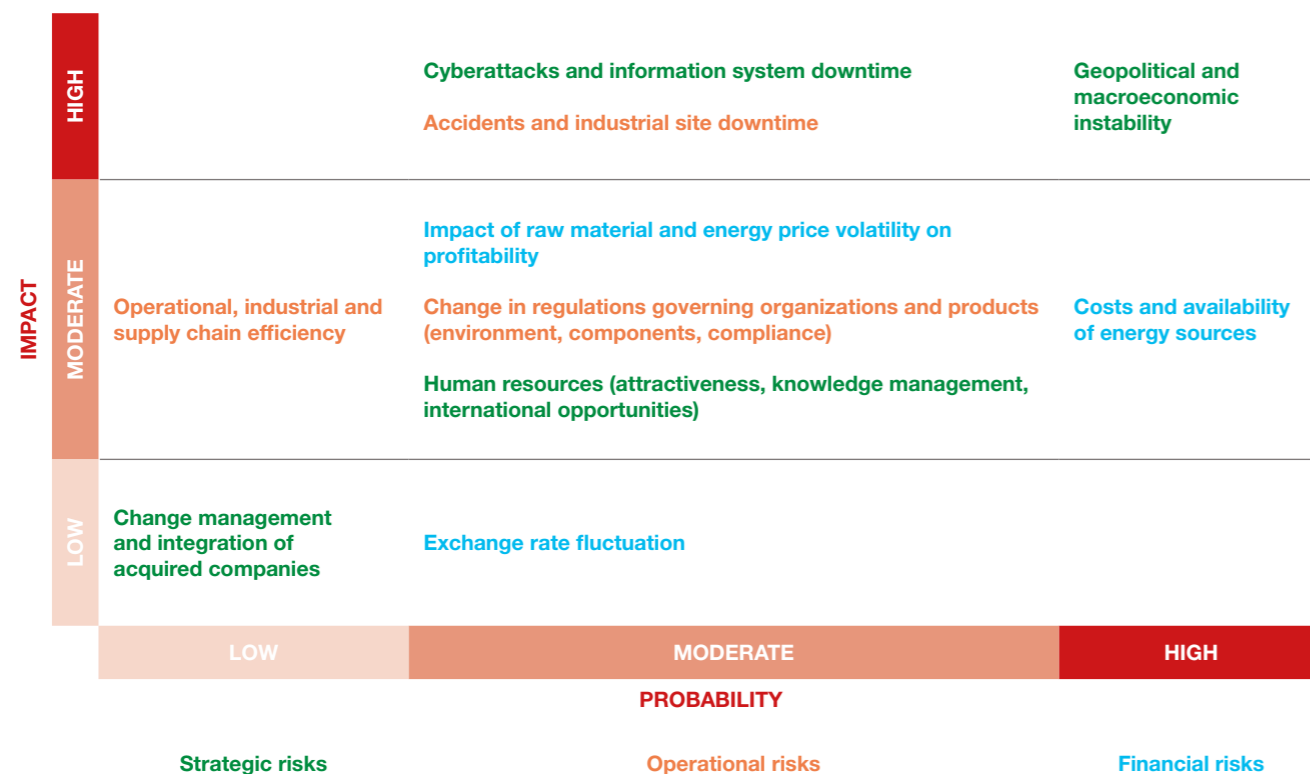 IMPACT
HIGH
Cyberattacks and information system downtime
Accidents and industrial site downtime
Geopolitical and
macroeconomic
instability
MODERATE
Operational, industrial and
supply chain efficiency
Impact of raw material and energy price volatility on
profitability
Change in regulations governing organizations and products
(environment, components, compliance)
Human resources (attractiveness, knowledge management,
international opportunities)
Costs and availability
of energy sources
LOW
Change management
and integration of
acquired companies
Exchange rate fluctuation
LOW
MODERATE
HIGH
PROBABILITY
Strategic risks
Operational risks
Financial risks